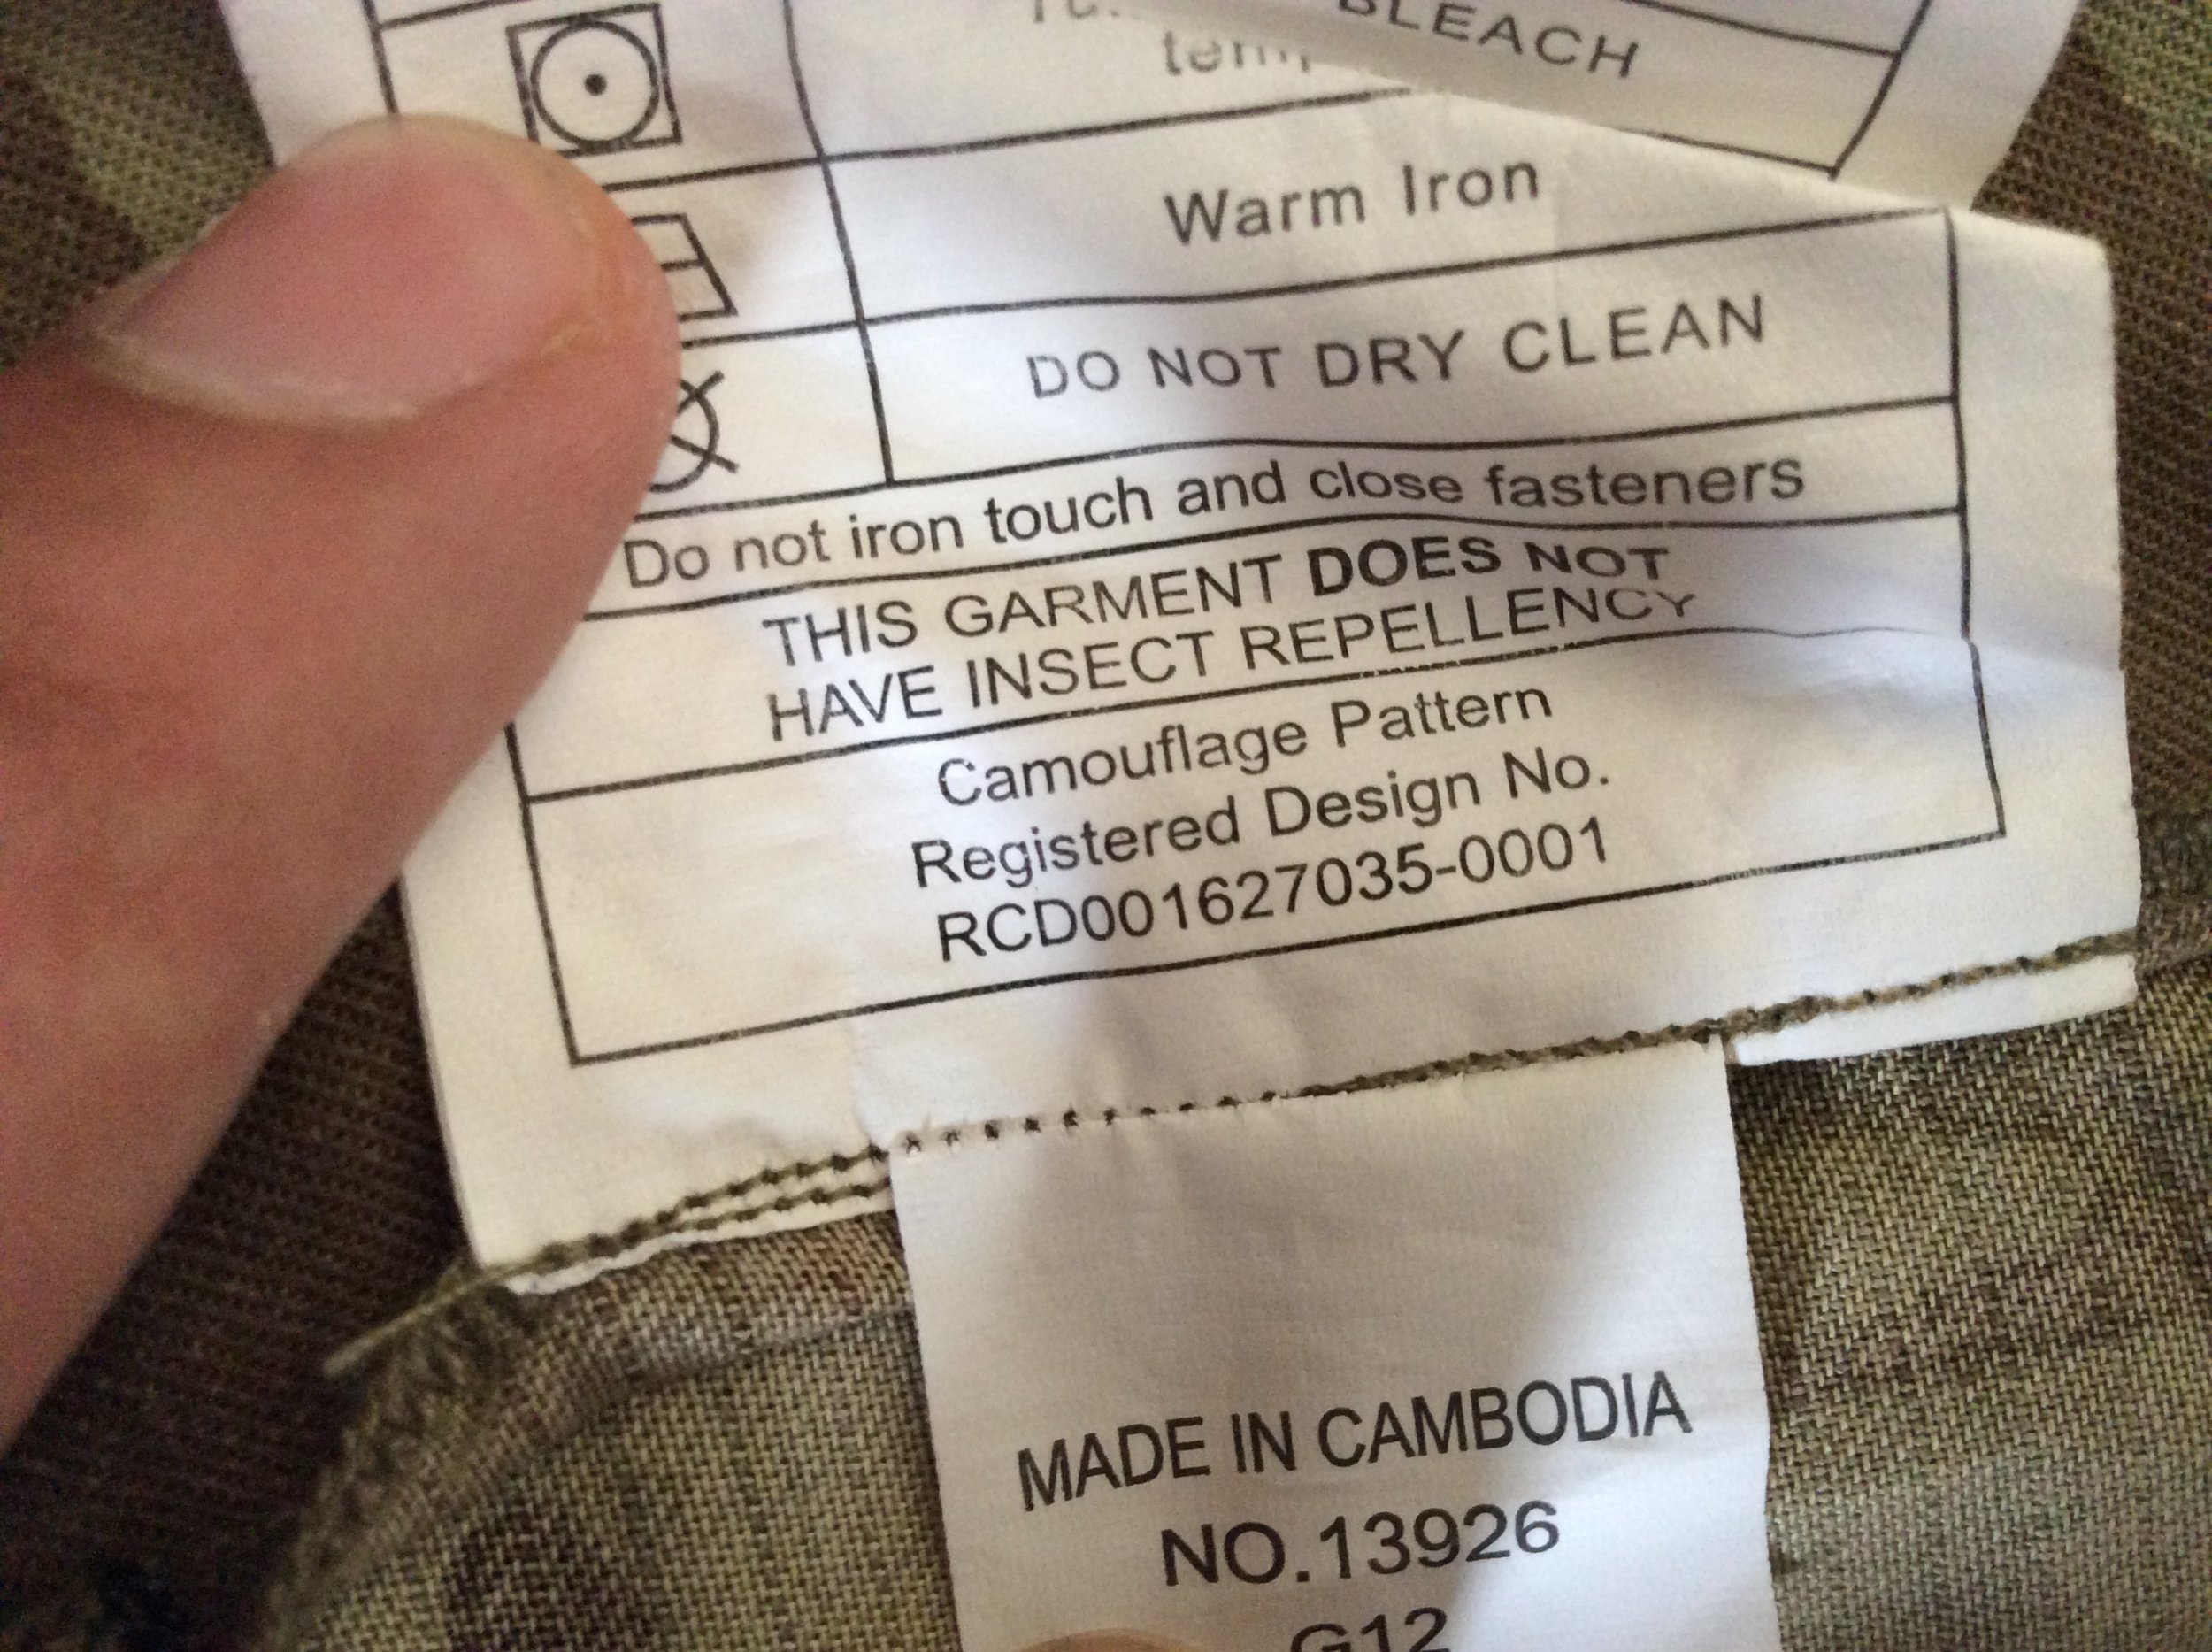 BLEACH
Warm Iron
DO NOT DRY CLEAN
Do not iron touch and close fasteners
THIS GARMENT DOES NOT
HAVE INSECT REPELLENCY
Camouflage Pattern
Registered Design No.
RCD001627035-0001
MADE IN CAMBODIA
NO.13926
G12